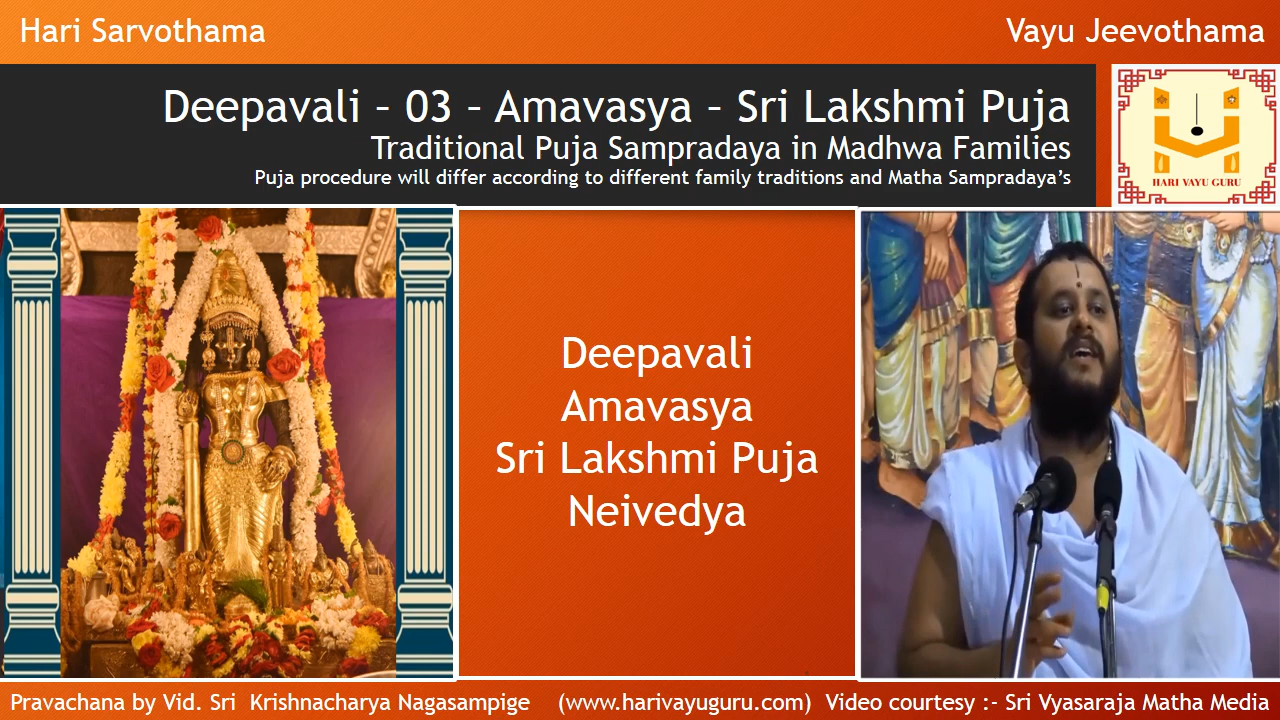 Hari Sarvothama
Vayu Jeevothama
Deepavali – 03 – Amavasya – Sri Lakshmi Puja
Traditional Puja Sampradaya in Madhwa Families
Puja procedure will differ according to different family traditions and Matha Sampradaya’s
HARI VAYU GURU
Deepavali
Amavasya
Sri Lakshmi Puja
Neivedya
Pravachana by Vid. Sri Krishnacharya Nagasampige (www.harivayuguru.com) Video courtesy :- Sri Vyasaraja Matha Media